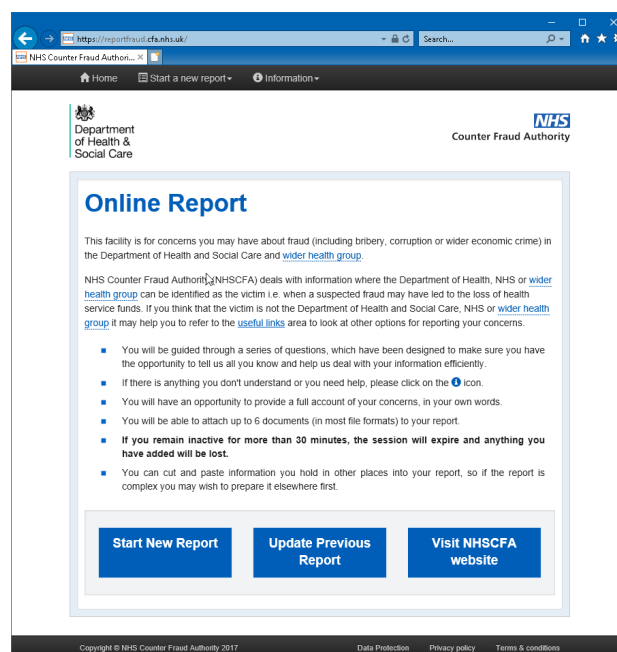 https://reportfraud.cfa.nhs.uk/
Search...
NHS Counter Fraud Authori...
Home Start a new report Information
Department
of Health &
Social Care
NHS
Counter Fraud Authority
Online Report
This facility is for concerns you may have about fraud (including bribery, corruption or wider economic crime) in
the Department of Health and Social Care and wider health group.
NHS Counter Fraud Authority (NHSCFA) deals with information where the Department of Health, NHS or wider
health group can be identified as the victim i.e. when a suspected fraud may have led to the loss of health
service funds. If you think that the victim is not the Department of Health and Social Care, NHS or wider health
group it may help you to refer to the useful links area to look at other options for reporting your concerns.
You will be guided through a series of questions, which have been designed to make sure you have
the opportunity to tell us all you know and help us deal with your information efficiently.
If there is anything you don't understand or you need help, please click on the i icon.
You will have an opportunity to provide a full account of your concerns, in your own words.
You will be able to attach up to 6 documents (in most file formats) to your report.
If you remain inactive for more than 30 minutes, the session will expire and anything you
have added will be lost.
You can cut and paste information you hold in other places into your report, so if the report is
complex you may wish to prepare it elsewhere first.
Start New Report
Update Previous
Report
Visit NHSCFA
website
Copyright © NHS Counter Fraud Authority 2017 Data Protection Privacy policy Terms & conditions